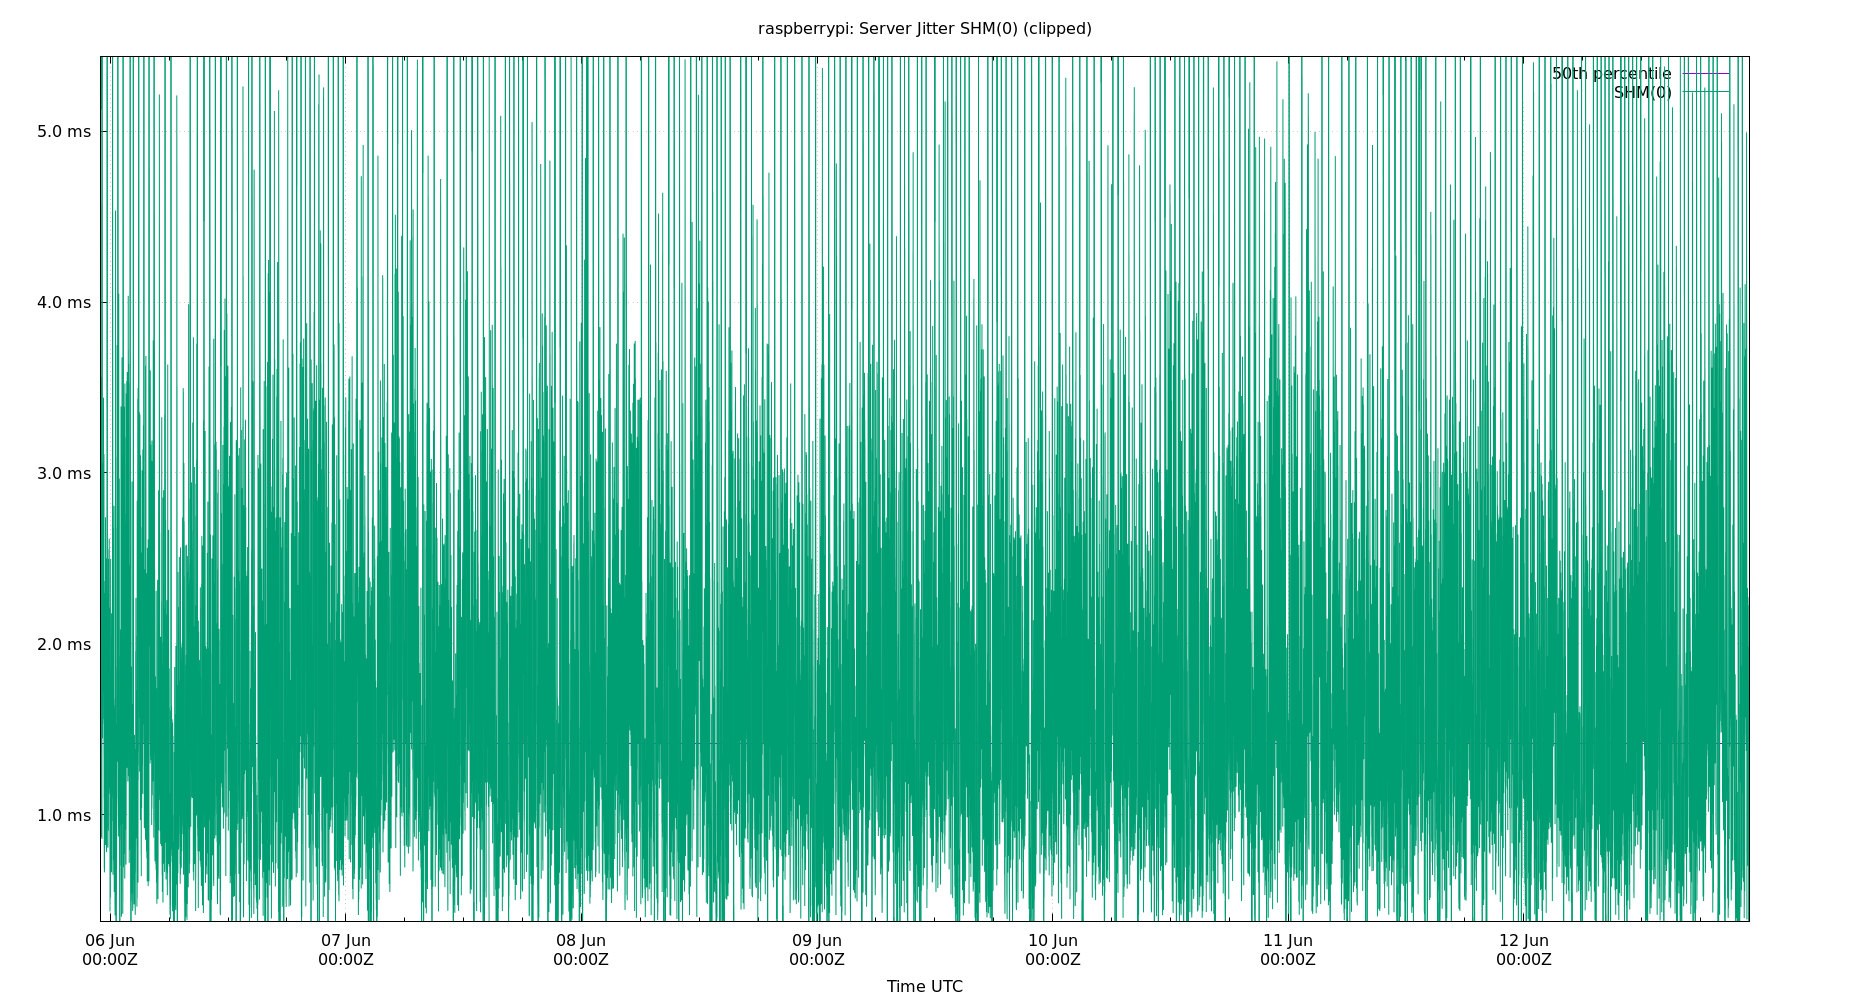 raspberrypi: Server Jitter SHM(0) (clipped)
50th percentile
SHM(0)
5.0 ms
4.0 ms
3.0 ms
2.0 ms
1.0 ms
06 Jun 07 Jun 08 Jun 09 Jun 10 Jun 11 Jun 12 Jun
00:00Z 00:00Z 00:00Z 00:00Z 00:00Z 00:00Z 00:00Z
Time UTC